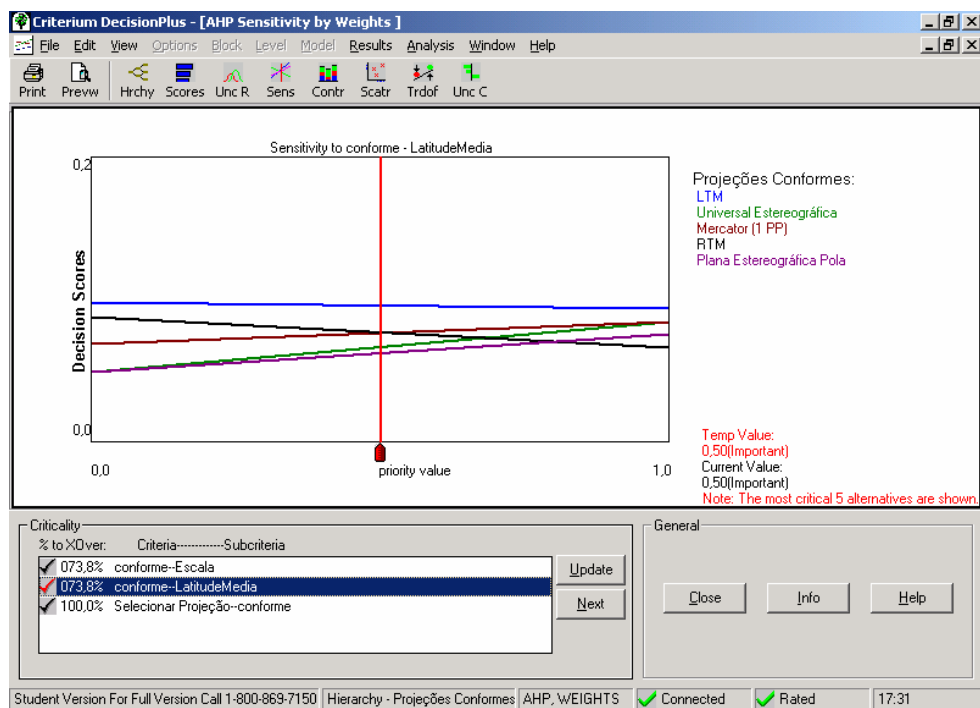 Criterium DecisionPlus - [AHP Sensitivity by Weights ]
File Edit View Options Block Level Model Results Analysis Window Help
Print Prevw Hrchy Scores Unc R Sens Contr Scatr Trdof Unc C
Sensitivity to conforme - LatitudeMedia
0,2
Decision Scores
0,0
0,0 priority value 1,0
Projeções Conformes:
LTM
Universal Estereográfica
Mercator (1 PP)
RTM
Plana Estereográfica Pola
Temp Value:
0,50(Important)
Current Value:
0,50(Important)
Note: The most critical 5 alternatives are shown.
Criticality
% to XOver: Criteria------------Subcriteria
073,8% conforme--Escala
073,8% conforme--LatitudeMedia
100,0% Selecionar Projeção--conforme
Update
Next
General
Close Info Help
Student Version For Full Version Call 1-800-869-7150 Hierarchy - Projeções Conformes AHP, WEIGHTS Connected Rated 17:31